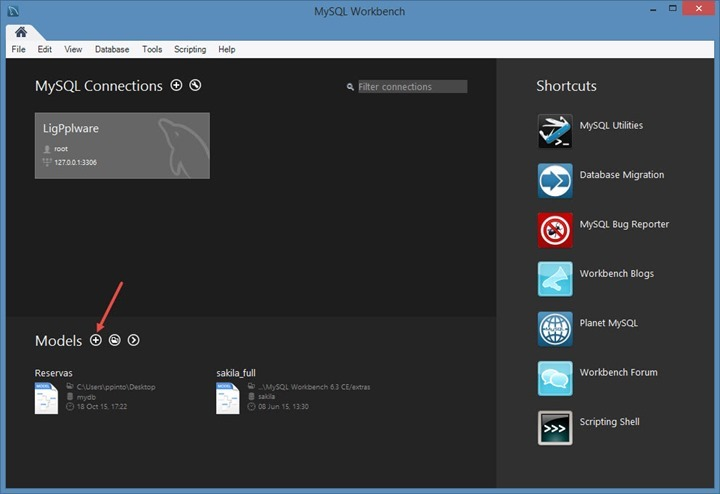 MySQL Workbench
File Edit View Database Tools Scripting Help
MySQL Connections
Filter connections
LigPplware
root
127.0.0.1:3306
Models
Reservas
C:\Users\ppinto\Desktop
mydb
18 Oct 15, 17:22
sakila_full
..\MySQL Workbench 6.3 CE/extras
sakila
08 Jun 15, 13:30
Shortcuts
MySQL Utilities
Database Migration
MySQL Bug Reporter
Workbench Blogs
Planet MySQL
Workbench Forum
Scripting Shell
MODEL
MODEL
>_
>>>